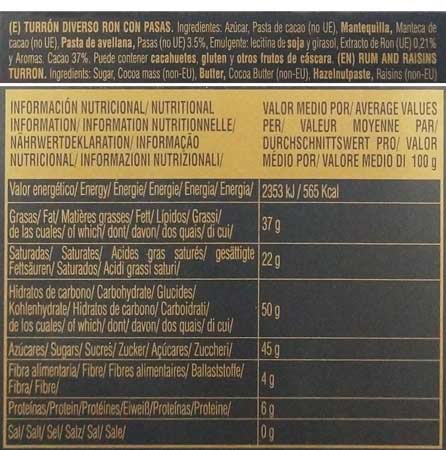 (E) TURRÓN DIVERSO RON CON PASAS. Ingredientes: Azúcar, Pasta de cacao (no UE), Mantequilla, Manteca de
cacao (no UE), Pasta de avellana, Pasas (no UE) 3.5%, Emulgente: lecitina de soja y girasol, Extracto de Ron (UE) 0,21%
y Aromas. Cacao 37%. Puede contener cacahuetes, gluten y otros frutos de cáscara. (EN) RUM AND RAISINS
TURRON. Ingredients: Sugar, Cocoa mass (non-EU), Butter, Cocoa Butter (non-EU), Hazelnutpaste, Raisins (non-EU)
INFORMACIÓN NUTRICIONAL/ NUTRITIONAL
INFORMATION/ INFORMATION NUTRITIONNELLE/
NÄHRWERTDEKLARATION/ INFORMAÇÃO
NUTRICIONAL/ INFORMAZIONI NUTRIZIONALI/
VALOR MEDIO POR/ AVERAGE VALUES
PER/ VALEUR MOYENNE PAR/
DURCHSCHNITTSWERT PRO/ VALOR
MÉDIO POR/ VALORE MEDIO DI 100 g
Valor energético/ Energy/ Énergie/ Energie/ Energia/ Energia/ 2353 kJ / 565 Kcal
Grasas/ Fat/ Matières grasses/ Fett/ Lípidos/ Grassi/
de las cuales/ of which/ dont/ davon/ dos quais/ di cui/ 37 g
Saturadas/ Saturates/ Acides gras saturés/ gesättigte
Fettsäuren/ Saturados/ Acidi grassi saturi/ 22 g
Hidratos de carbono/ Carbohydrate/ Glucides/
Kohlenhydrate/ Hidratos de carbono/ Carboidrati/
de los cuales/ of which/ dont/ davon/ dos quais/ di cui/ 50 g
Azúcares/ Sugars/ Sucres/ Zucker/ Açúcares/ Zuccheri/ 45 g
Fibra alimentaria/ Fibre/ Fibres alimentaires/ Ballaststoffe/
Fibra/ Fibre/ 4 g
Proteínas/Protein/Protéines/Eiweiß/Proteínas/Proteine/ 6 g
Sal/ Salt/ Sel/ Salz/ Sal/ Sale/ 0 g